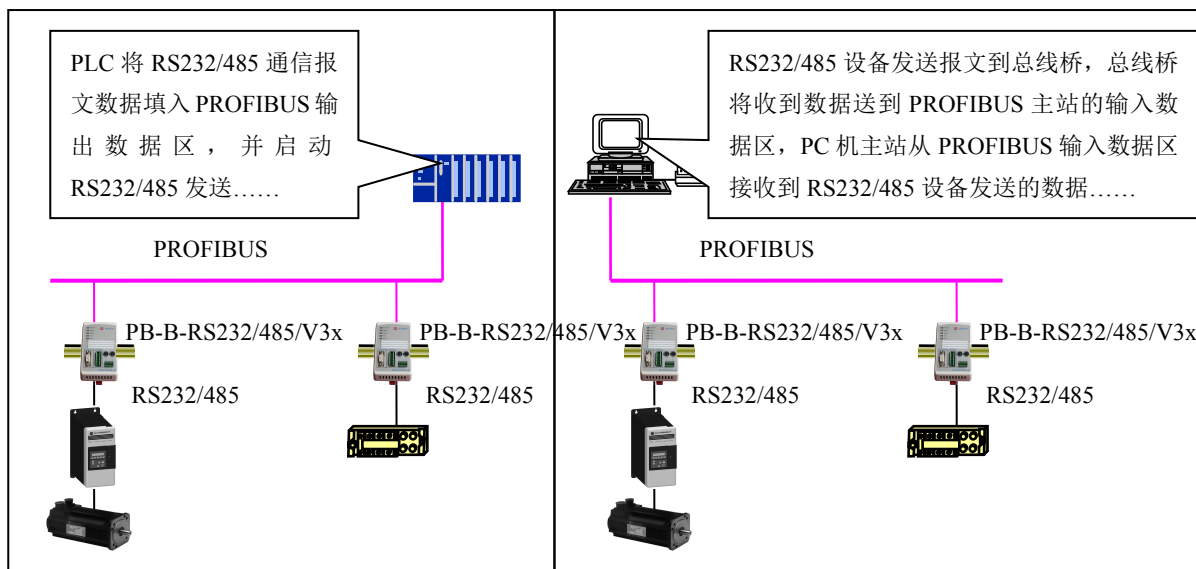 PLC 将 RS232/485 通信报
文数据填入 PROFIBUS 输
出数据区，并启动
RS232/485 发送……
RS232/485 设备发送报文到总线桥，总线桥
将收到数据送到 PROFIBUS 主站的输入数
据区，PC 机主站从 PROFIBUS 输入数据区
接收到 RS232/485 设备发送的数据……
PROFIBUS
PROFIBUS
PB-B-RS232/485/V3x
PB-B-RS232/485/V3x
PB-B-RS232/485/V3x
PB-B-RS232/485/V3x
RS232/485
RS232/485
RS232/485
RS232/485